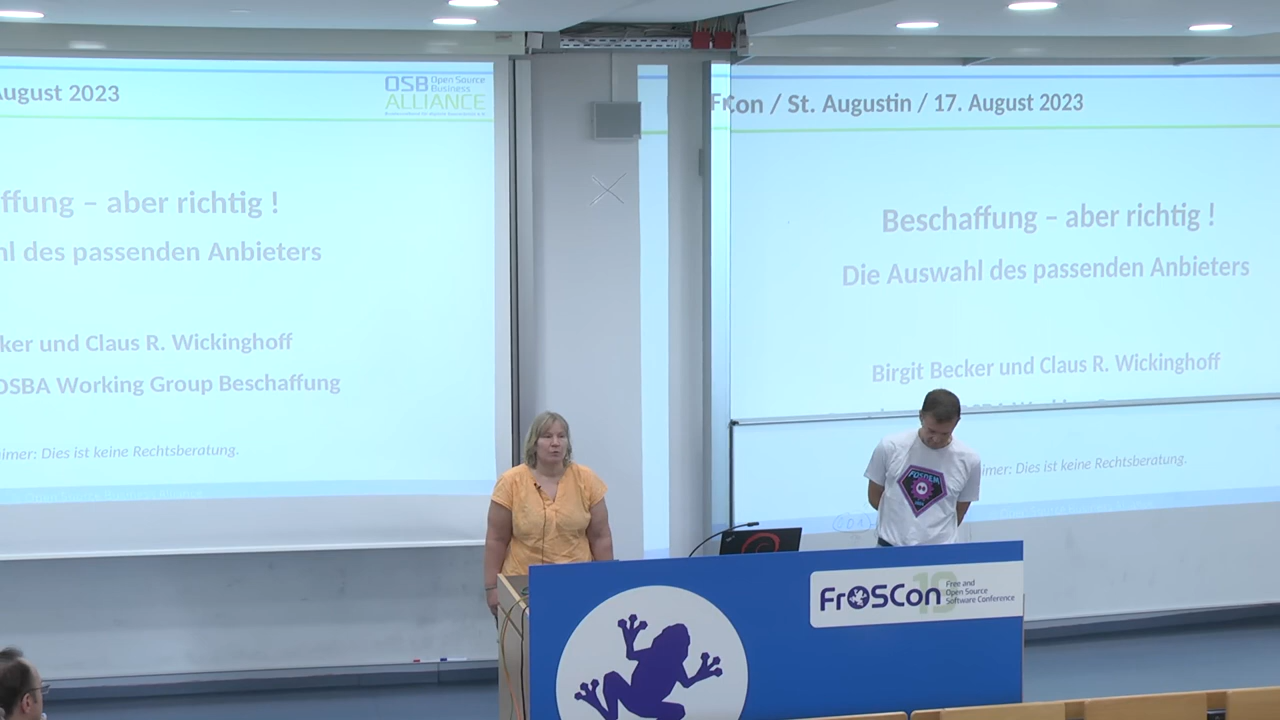 August 2023
OSB Open Source
Business
ALLIANCE
ffung – aber richtig !
hl des passenden Anbieters
ker und Claus R. Wickinghoff
OSBA Working Group Beschaffung
imer: Dies ist keine Rechtsberatung.
FrCon / St. Augustin / 17. August 2023
Beschaffung – aber richtig !
Die Auswahl des passenden Anbieters
Birgit Becker und Claus R. Wickinghoff
imer: Dies ist keine Rechtsberatung.
FOSDEM
FrOSCon
Free and
Open Source
Software Conference